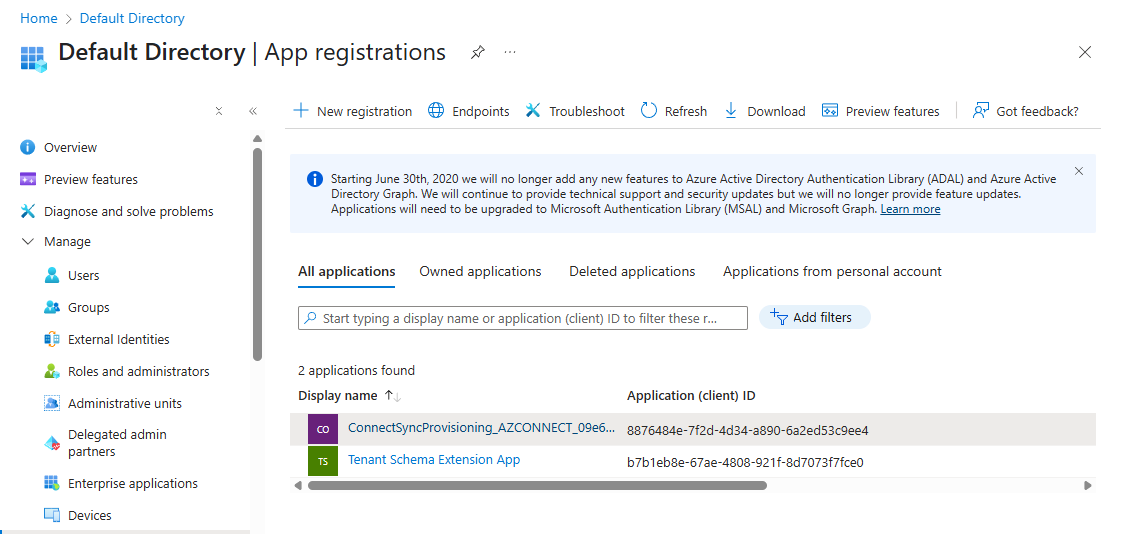 Home > Default Directory
Default Directory | App registrations
New registration Endpoints Troubleshoot Refresh Download Preview features Got feedback?
Overview
Preview features
Diagnose and solve problems
Manage
Users
Groups
External Identities
Roles and administrators
Administrative units
Delegated admin
partners
Enterprise applications
Devices
Starting June 30th, 2020 we will no longer add any new features to Azure Active Directory Authentication Library (ADAL) and Azure Active
Directory Graph. We will continue to provide technical support and security updates but we will no longer provide feature updates.
Applications will need to be upgraded to Microsoft Authentication Library (MSAL) and Microsoft Graph. Learn more
All applications Owned applications Deleted applications Applications from personal account
Start typing a display name or application (client) ID to filter these r...
Add filters
2 applications found
Display name Application (client) ID
CO ConnectSyncProvisioning_AZCONNECT_09e6... 8876484e-7f2d-4d34-a890-6a2ed53c9ee4
TS Tenant Schema Extension App b7b1eb8e-67ae-4808-921f-8d7073f7fce0